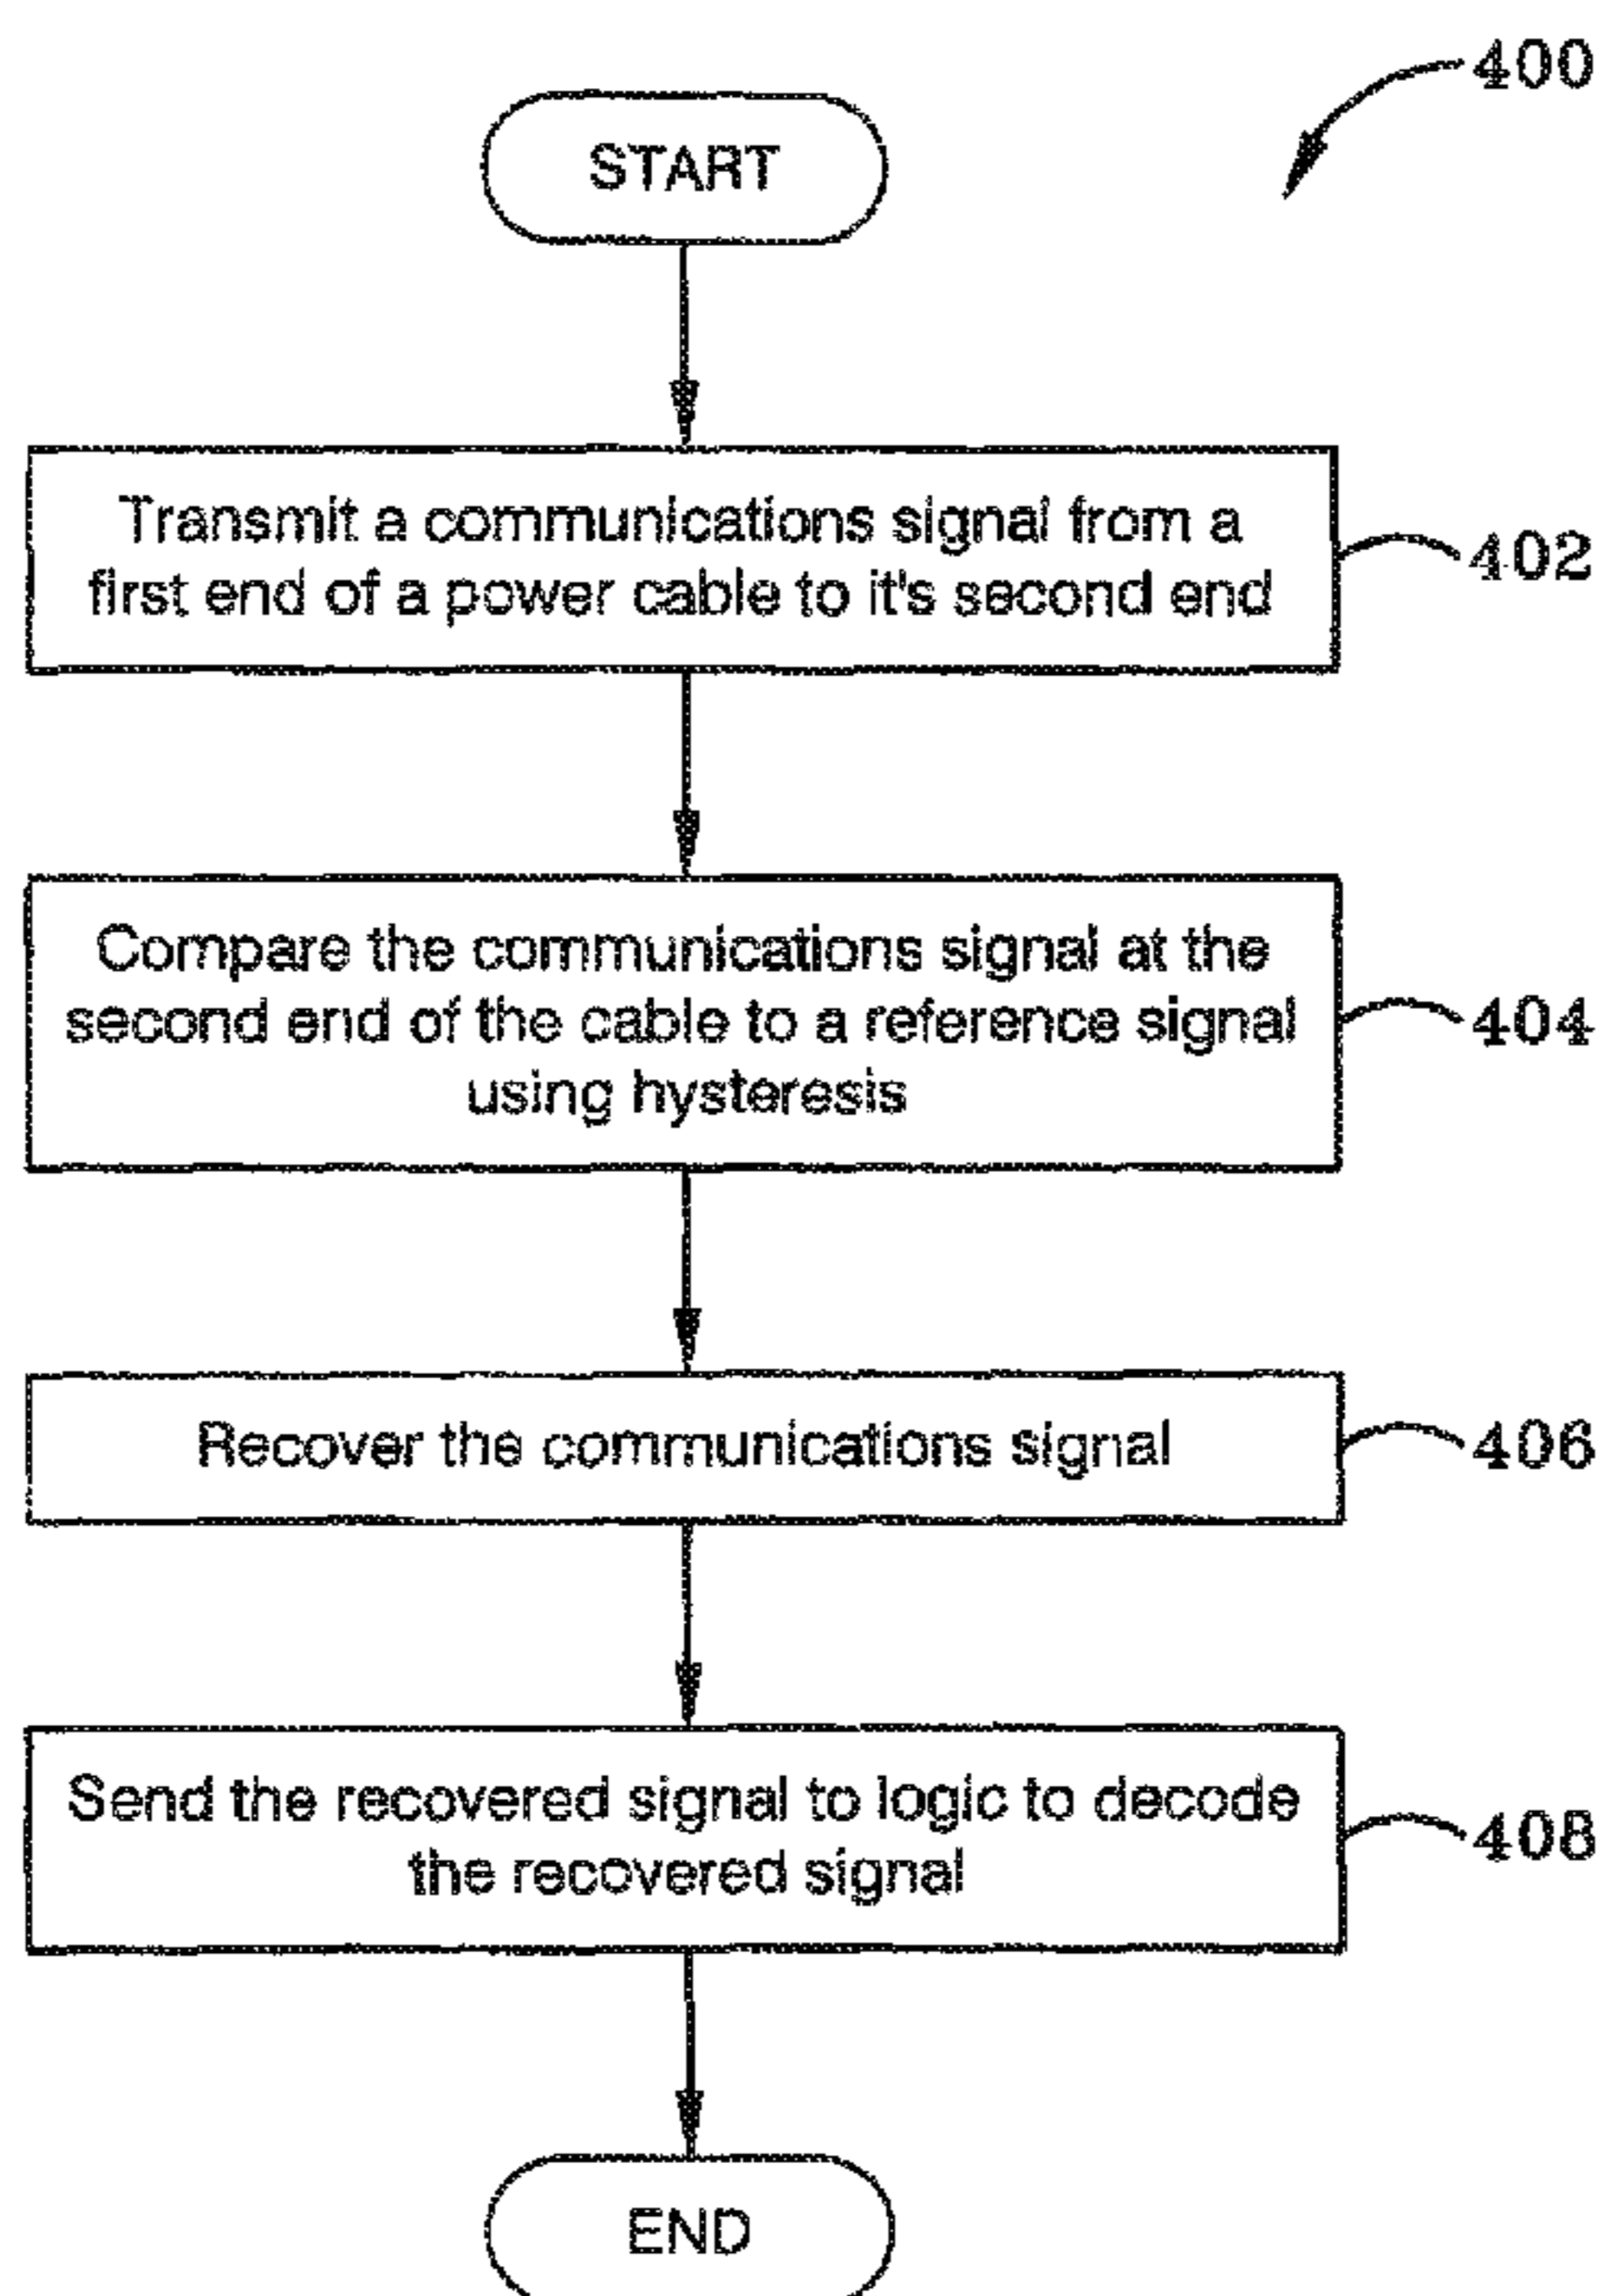 400
START
Transmit a communications signal from a
first end of a power cable to it's second end
402
Compare the communications signal at the
second end of the cable to a reference signal
using hysteresis
404
Recover the communications signal
406
Send the recovered signal to logic to decode
the recovered signal
408
END